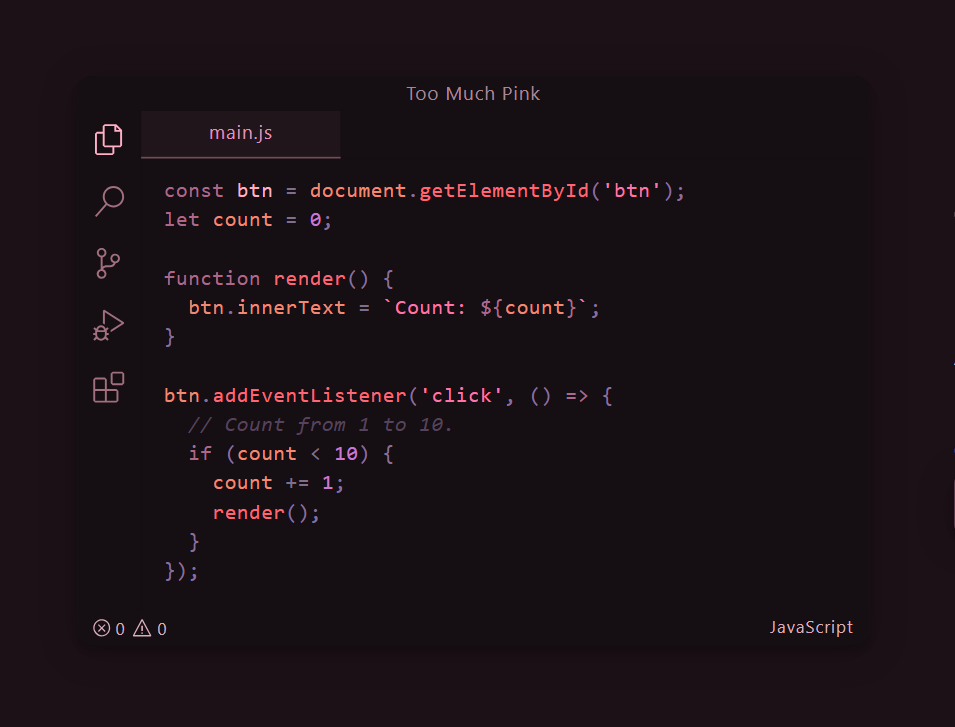 Too Much Pink
main.js
const btn = document.getElementById('btn');
let count = 0;
function render() {
  btn.innerText = `Count: ${count}`;
}
btn.addEventListener('click', () => {
  // Count from 1 to 10.
  if (count < 10) {
    count += 1;
    render();
  }
});
0 0
JavaScript